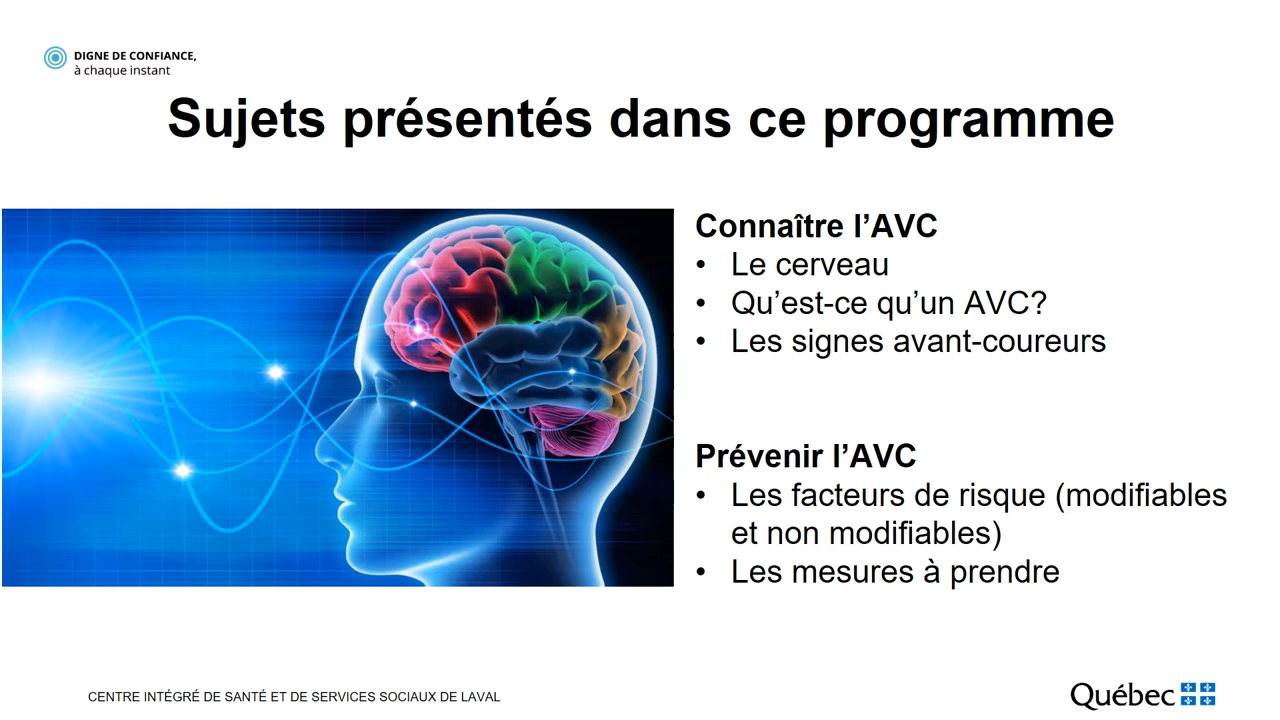 DIGNE DE CONFIANCE,
à chaque instant
Sujets présentés dans ce programme
Connaître l’AVC
• Le cerveau
• Qu’est-ce qu’un AVC?
• Les signes avant-coureurs
Prévenir l’AVC
• Les facteurs de risque (modifiables
et non modifiables)
• Les mesures à prendre
CENTRE INTÉGRÉ DE SANTÉ ET DE SERVICES SOCIAUX DE LAVAL
Québec